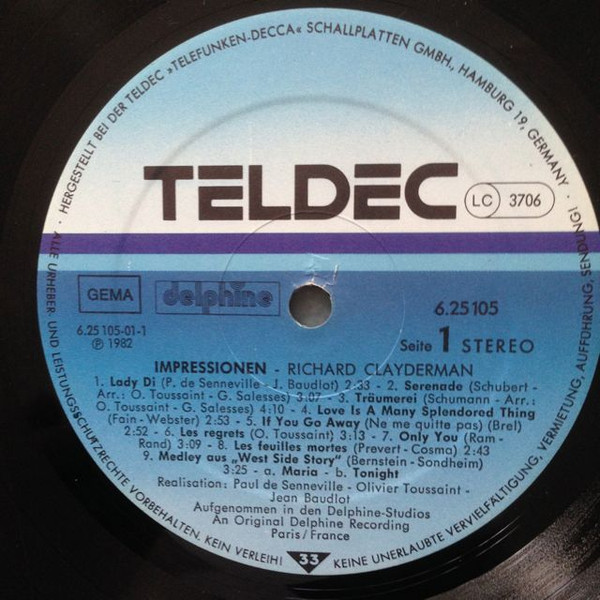 · HERGESTELLT BEI DER TELDEC »TELEFUNKEN-DECCA« SCHALLPLATTEN GMBH., HAMBURG 19, GERMANY ·
TELDEC
LC 3706
GEMA
delphine
6.25105
6.25105-01-1
Ⓟ 1982
Seite 1 STEREO
IMPRESSIONEN - RICHARD CLAYDERMAN
1. Lady Di (P. de Senneville - J. Baudlot) 2:33 - 2. Serenade (Schubert -
Arr.: O. Toussaint - G. Salesses) 3:07 - 3. Träumerei (Schumann - Arr.:
O. Toussaint - G. Salesses) 4:10 - 4. Love Is A Many Splendored Thing
(Fain - Webster) 2:53 - 5. If You Go Away (Ne me quitte pas) (Brel)
2:52 - 6. Les regrets (O. Toussaint) 3:13 - 7. Only You (Ram -
Rand) 3:09 - 8. Les feuilles mortes (Prevert - Cosma) 2:43
9. Medley aus „West Side Story" (Bernstein - Sondheim)
3:25 - a. Maria - b. Tonight
Realisation: Paul de Senneville - Olivier Toussaint -
Jean Baudlot
Aufgenommen in den Delphine-Studios
An Original Delphine Recording
Paris/France
33
ALLE URHEBER- UND LEISTUNGSSCHUTZRECHTE VORBEHALTEN. KEIN VERLEIH! KEINE UNERLAUBTE VERVIELFÄLTIGUNG, VERMIETUNG, AUFFÜHRUNG, SENDUNG!